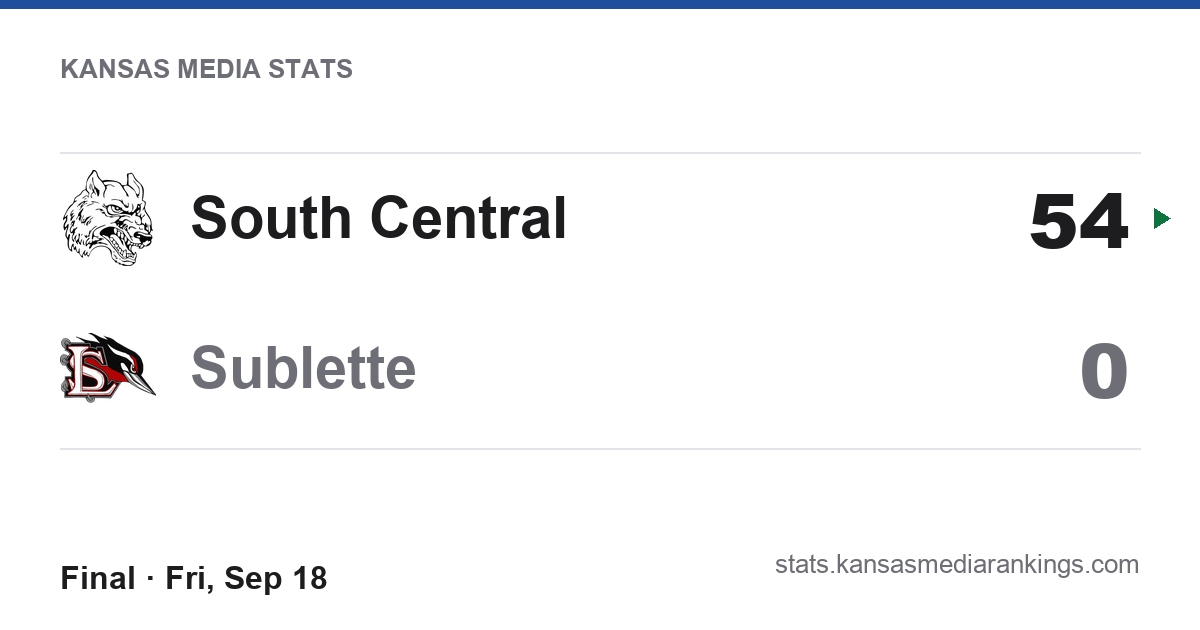 KANSAS MEDIA STATS
South Central 54
Sublette 0
Final · Fri, Sep 18
stats.kansasmediarankings.com